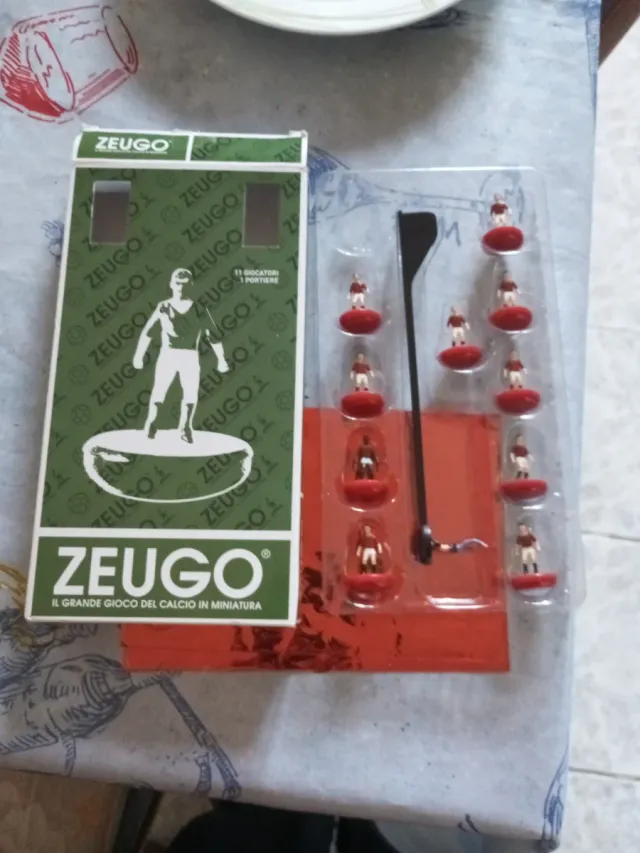 ZEUGO
11 GIOCATORI
1 PORTIERE
ZEUGO®
IL GRANDE GIOCO DEL CALCIO IN MINIATURA